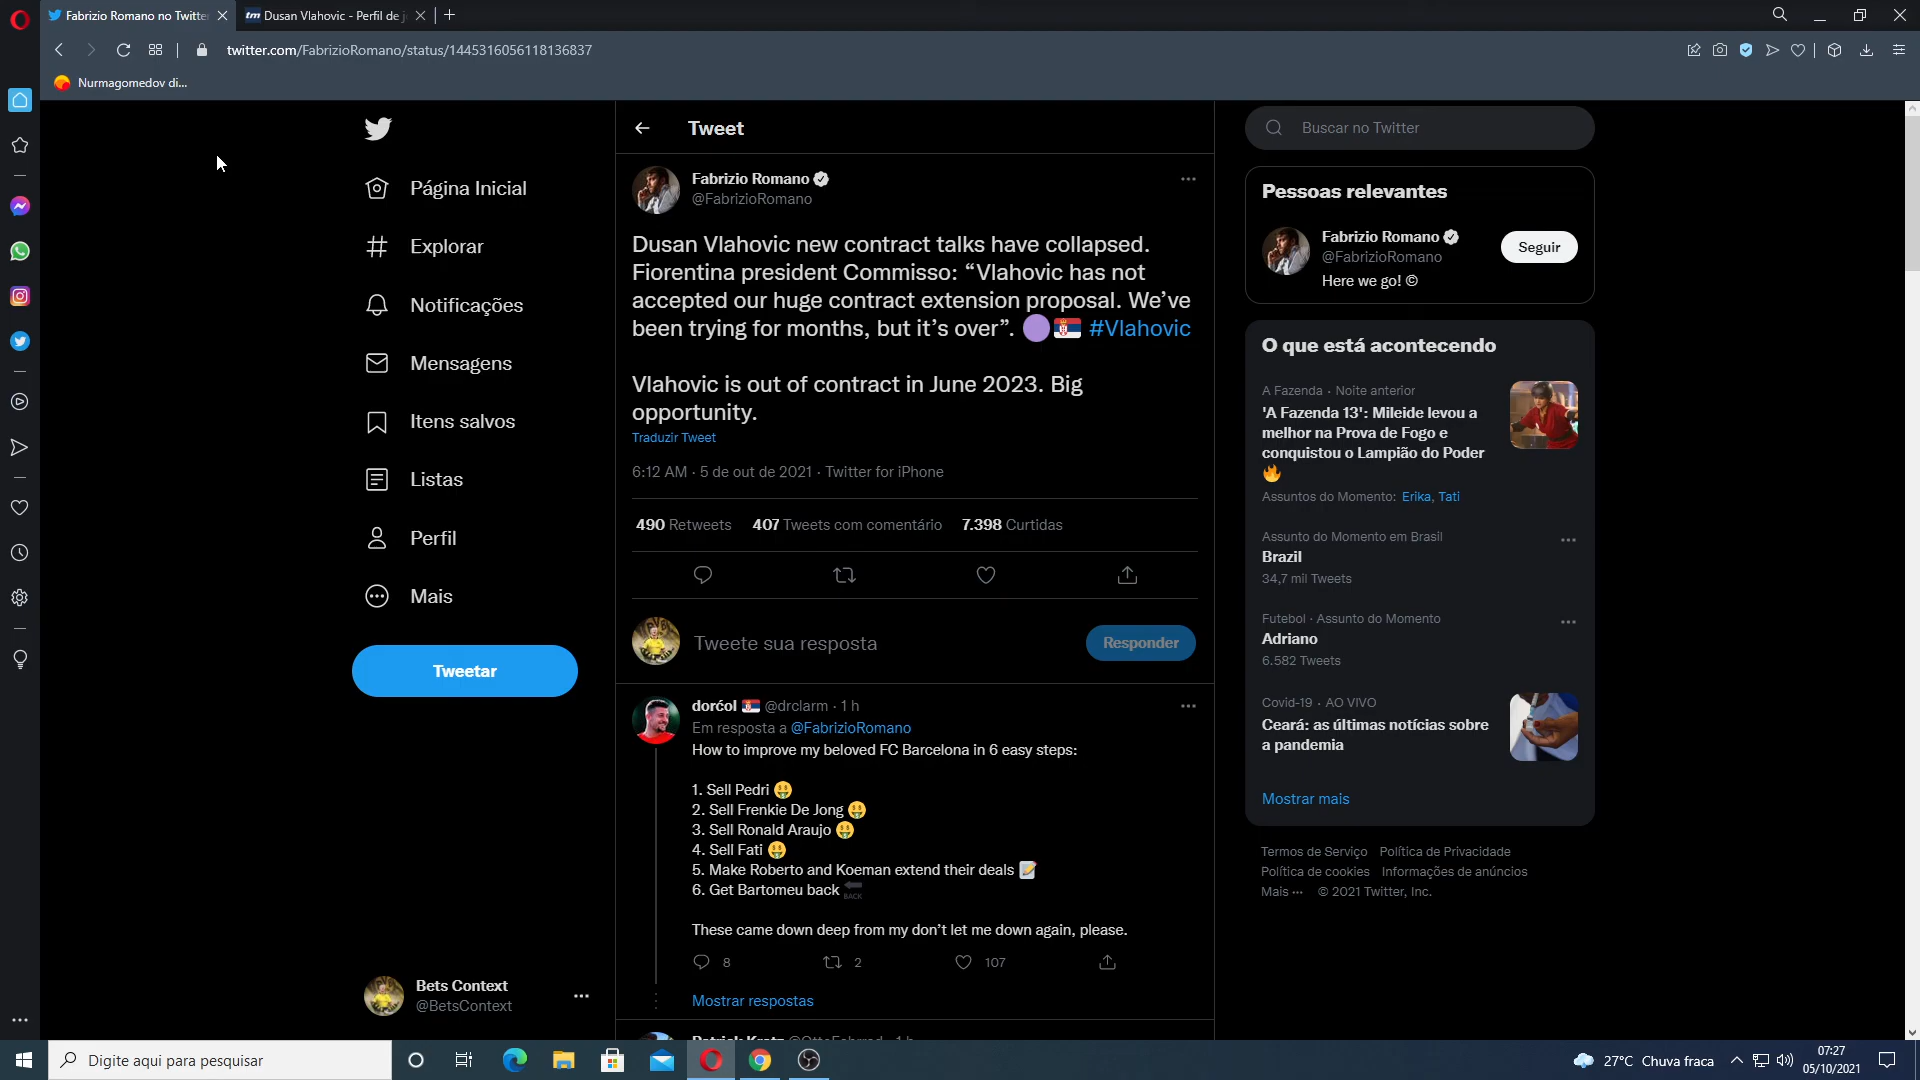 Fabrizio Romano no Twitte
tm Dusan Vlahovic - Perfil de j
twitter.com/FabrizioRomano/status/1445316056118136837
Nurmagomedov di...
Página Inicial
Explorar
Notificações
Mensagens
Itens salvos
Listas
Perfil
Mais
Tweetar
Bets Context
@BetsContext
Tweet
Fabrizio Romano
@FabrizioRomano
Dusan Vlahovic new contract talks have collapsed.
Fiorentina president Commisso: “Vlahovic has not
accepted our huge contract extension proposal. We’ve
been trying for months, but it’s over”. #Vlahovic
Vlahovic is out of contract in June 2023. Big
opportunity.
Traduzir Tweet
6:12 AM · 5 de out de 2021 · Twitter for iPhone
490 Retweets 407 Tweets com comentário 7.398 Curtidas
Tweete sua resposta
Responder
dorćol @drclarm · 1 h
Em resposta a @FabrizioRomano
How to improve my beloved FC Barcelona in 6 easy steps:
1. Sell Pedri
2. Sell Frenkie De Jong
3. Sell Ronald Araujo
4. Sell Fati
5. Make Roberto and Koeman extend their deals
6. Get Bartomeu back BACK
These came down deep from my don’t let me down again, please.
8 2 107
Mostrar respostas
Buscar no Twitter
Pessoas relevantes
Fabrizio Romano
@FabrizioRomano
Seguir
Here we go! ©
O que está acontecendo
A Fazenda · Noite anterior
'A Fazenda 13': Mileide levou a
melhor na Prova de Fogo e
conquistou o Lampião do Poder
Assuntos do Momento: Erika, Tati
Assunto do Momento em Brasil
Brazil
34,7 mil Tweets
Futebol · Assunto do Momento
Adriano
6.582 Tweets
Covid-19 · AO VIVO
Ceará: as últimas notícias sobre
a pandemia
Mostrar mais
Termos de Serviço Política de Privacidade
Política de cookies Informações de anúncios
Mais ··· © 2021 Twitter, Inc.
Digite aqui para pesquisar
27°C Chuva fraca
07:27
05/10/2021